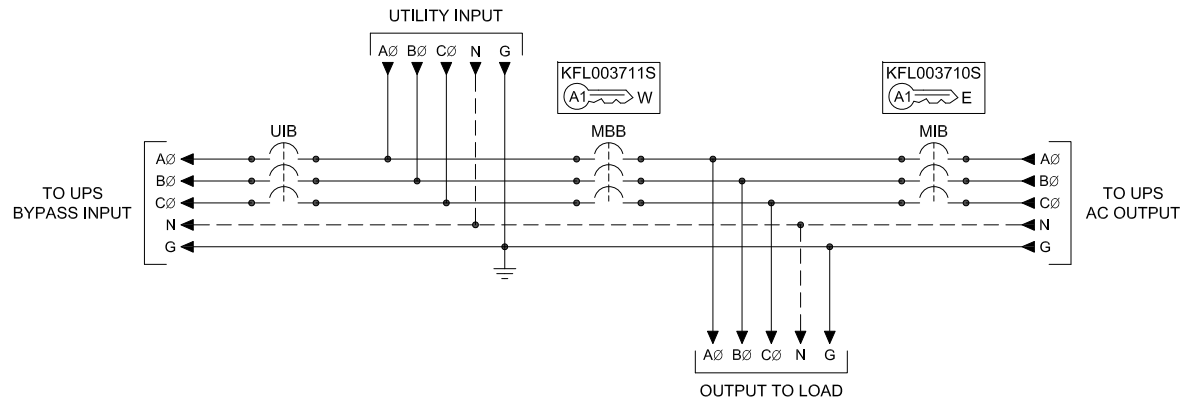 UTILITY INPUT
AØ BØ CØ N G
KFL003711S
A1 W
KFL003710S
A1 E
UIB
MBB
MIB
TO UPS
BYPASS INPUT
AØ
BØ
CØ
N
G
AØ
BØ
CØ
N
G
TO UPS
AC OUTPUT
AØ BØ CØ N G
OUTPUT TO LOAD